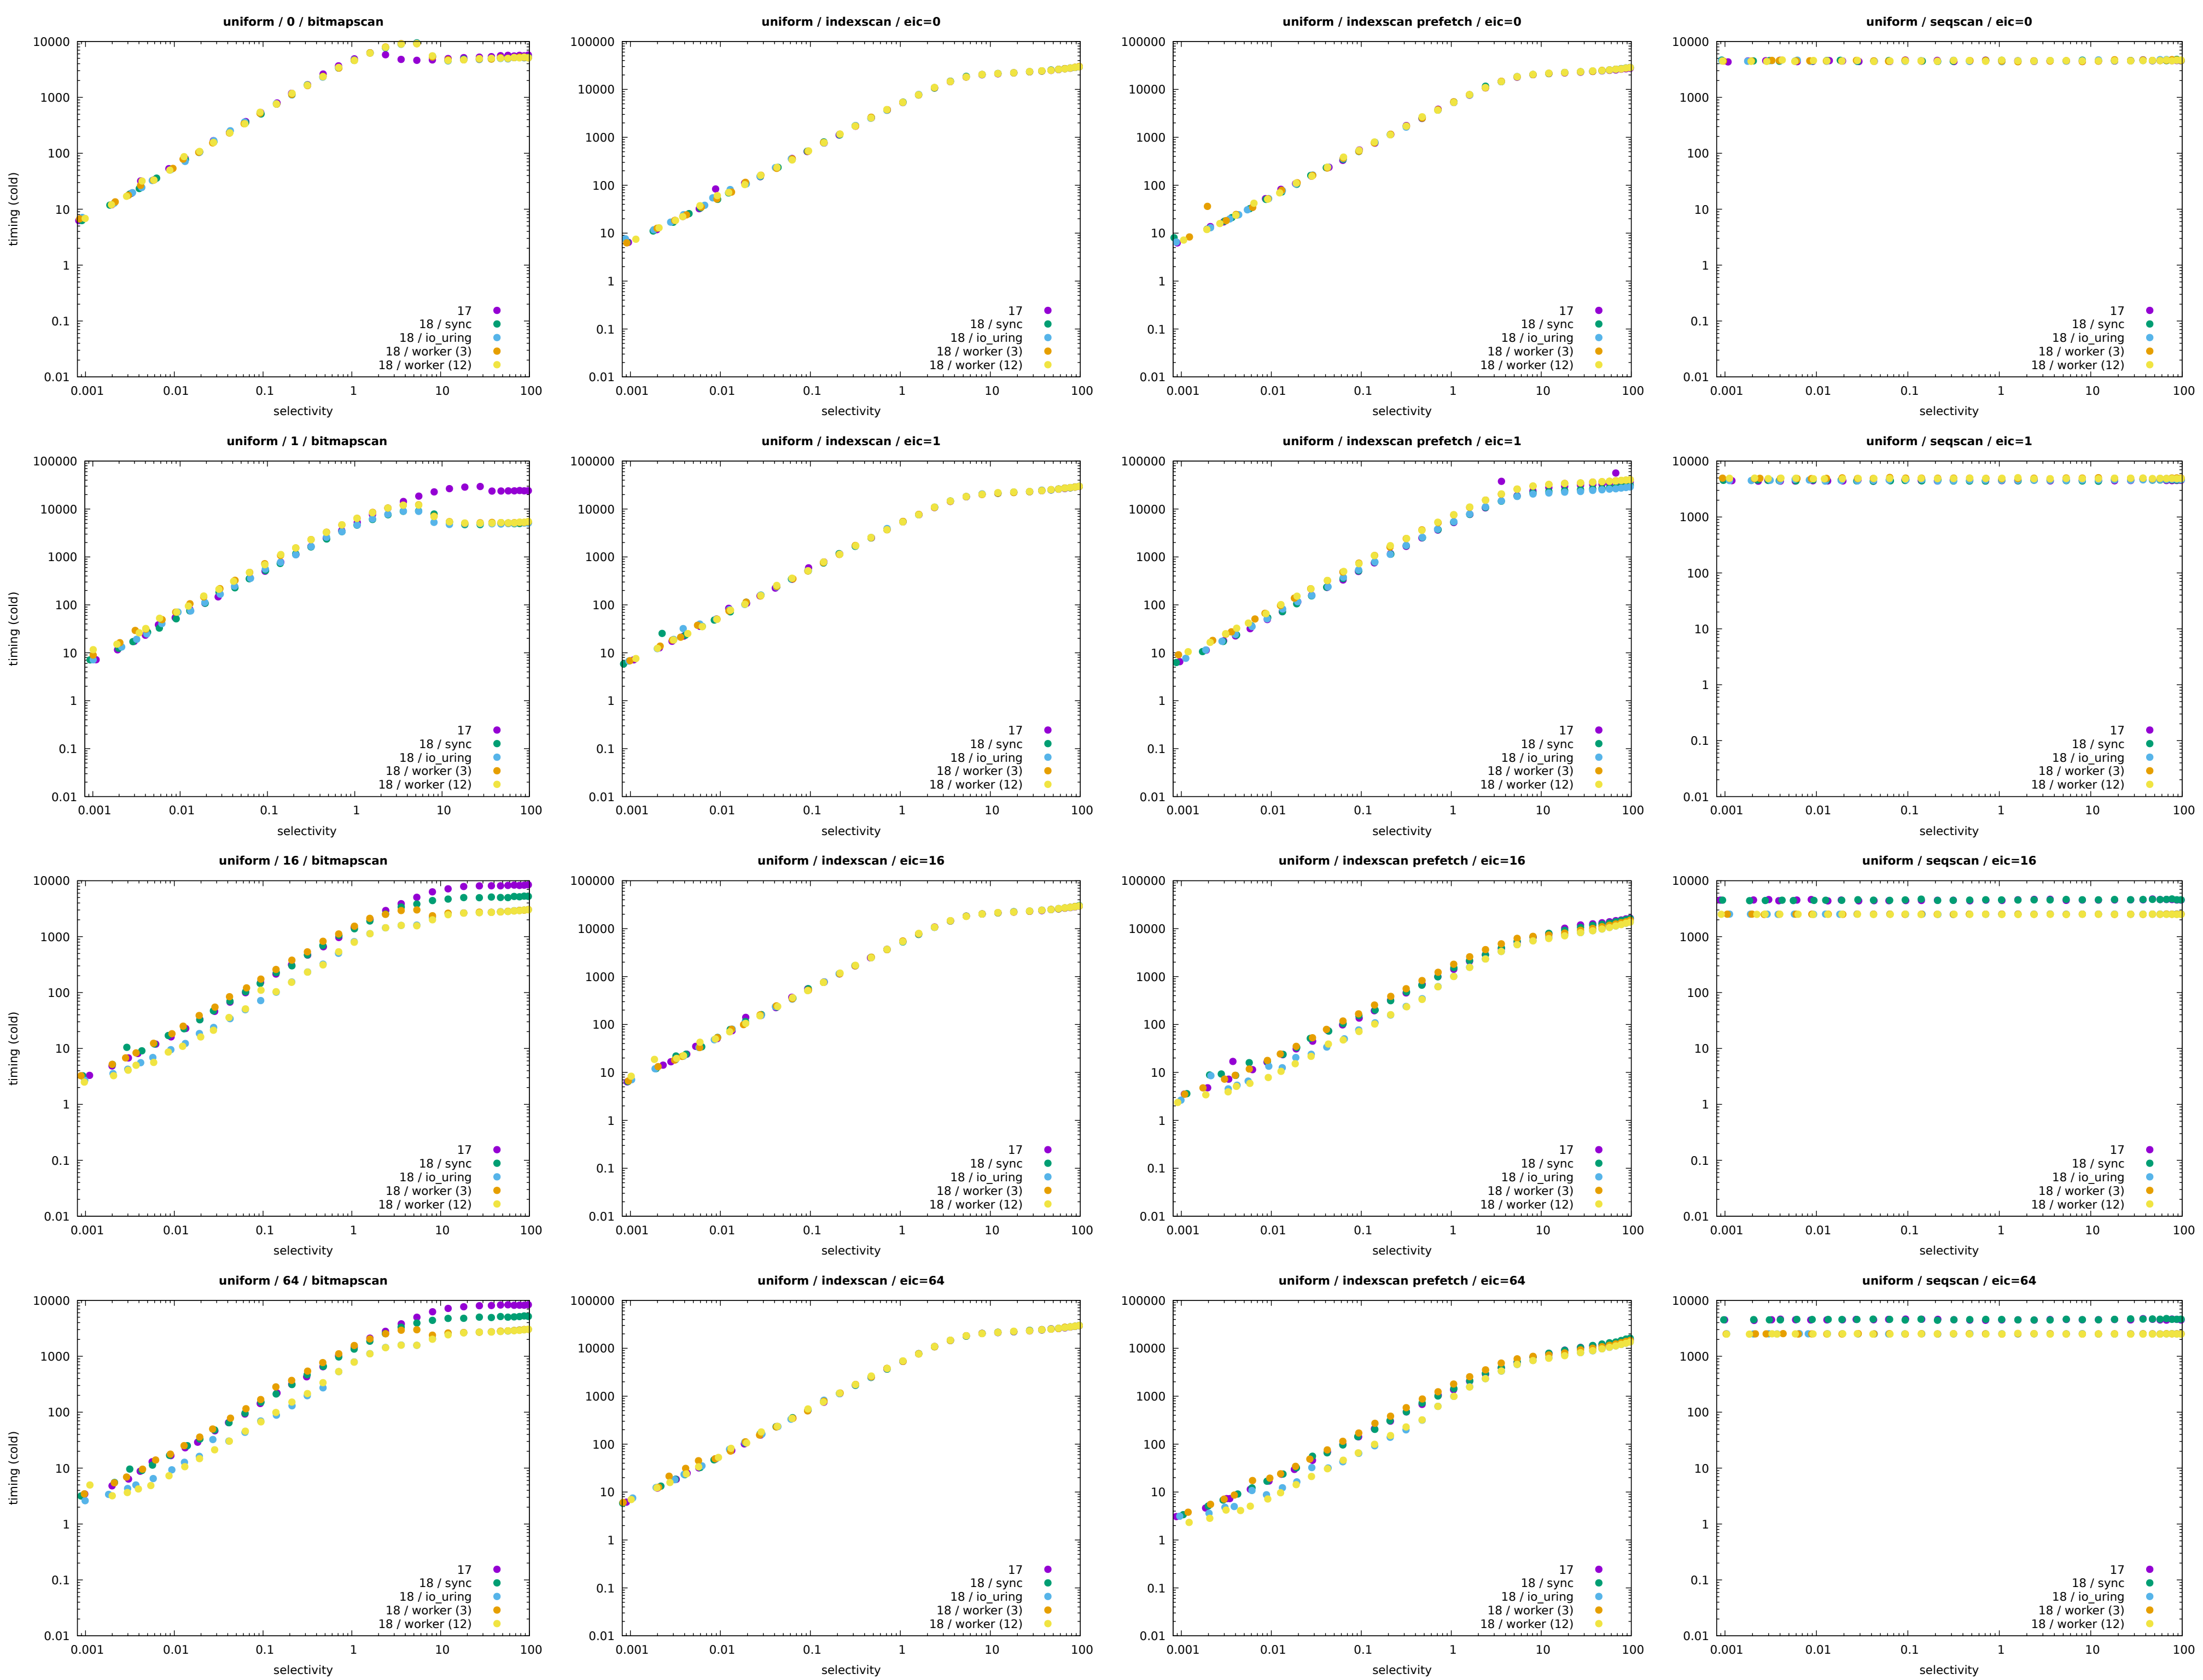 uniform / 0 / bitmapscan
10000
1000
100
10
1
0.1
0.01
timing (cold)
17
18 / sync
18 / io_uring
18 / worker (3)
18 / worker (12)
0.001 0.01 0.1 1 10 100
selectivity
uniform / indexscan / eic=0
100000
10000
1000
100
10
1
0.1
0.01
17
18 / sync
18 / io_uring
18 / worker (3)
18 / worker (12)
0.001 0.01 0.1 1 10 100
selectivity
uniform / indexscan prefetch / eic=0
100000
10000
1000
100
10
1
0.1
0.01
17
18 / sync
18 / io_uring
18 / worker (3)
18 / worker (12)
0.001 0.01 0.1 1 10 100
selectivity
uniform / seqscan / eic=0
10000
1000
100
10
1
0.1
0.01
17
18 / sync
18 / io_uring
18 / worker (3)
18 / worker (12)
0.001 0.01 0.1 1 10 100
selectivity
uniform / 1 / bitmapscan
100000
10000
1000
100
10
1
0.1
0.01
timing (cold)
17
18 / sync
18 / io_uring
18 / worker (3)
18 / worker (12)
0.001 0.01 0.1 1 10 100
selectivity
uniform / indexscan / eic=1
100000
10000
1000
100
10
1
0.1
0.01
17
18 / sync
18 / io_uring
18 / worker (3)
18 / worker (12)
0.001 0.01 0.1 1 10 100
selectivity
uniform / indexscan prefetch / eic=1
100000
10000
1000
100
10
1
0.1
0.01
17
18 / sync
18 / io_uring
18 / worker (3)
18 / worker (12)
0.001 0.01 0.1 1 10 100
selectivity
uniform / seqscan / eic=1
10000
1000
100
10
1
0.1
0.01
17
18 / sync
18 / io_uring
18 / worker (3)
18 / worker (12)
0.001 0.01 0.1 1 10 100
selectivity
uniform / 16 / bitmapscan
10000
1000
100
10
1
0.1
0.01
timing (cold)
17
18 / sync
18 / io_uring
18 / worker (3)
18 / worker (12)
0.001 0.01 0.1 1 10 100
selectivity
uniform / indexscan / eic=16
100000
10000
1000
100
10
1
0.1
0.01
17
18 / sync
18 / io_uring
18 / worker (3)
18 / worker (12)
0.001 0.01 0.1 1 10 100
selectivity
uniform / indexscan prefetch / eic=16
100000
10000
1000
100
10
1
0.1
0.01
17
18 / sync
18 / io_uring
18 / worker (3)
18 / worker (12)
0.001 0.01 0.1 1 10 100
selectivity
uniform / seqscan / eic=16
10000
1000
100
10
1
0.1
0.01
17
18 / sync
18 / io_uring
18 / worker (3)
18 / worker (12)
0.001 0.01 0.1 1 10 100
selectivity
uniform / 64 / bitmapscan
10000
1000
100
10
1
0.1
0.01
timing (cold)
17
18 / sync
18 / io_uring
18 / worker (3)
18 / worker (12)
0.001 0.01 0.1 1 10 100
selectivity
uniform / indexscan / eic=64
100000
10000
1000
100
10
1
0.1
0.01
17
18 / sync
18 / io_uring
18 / worker (3)
18 / worker (12)
0.001 0.01 0.1 1 10 100
selectivity
uniform / indexscan prefetch / eic=64
100000
10000
1000
100
10
1
0.1
0.01
17
18 / sync
18 / io_uring
18 / worker (3)
18 / worker (12)
0.001 0.01 0.1 1 10 100
selectivity
uniform / seqscan / eic=64
10000
1000
100
10
1
0.1
0.01
17
18 / sync
18 / io_uring
18 / worker (3)
18 / worker (12)
0.001 0.01 0.1 1 10 100
selectivity